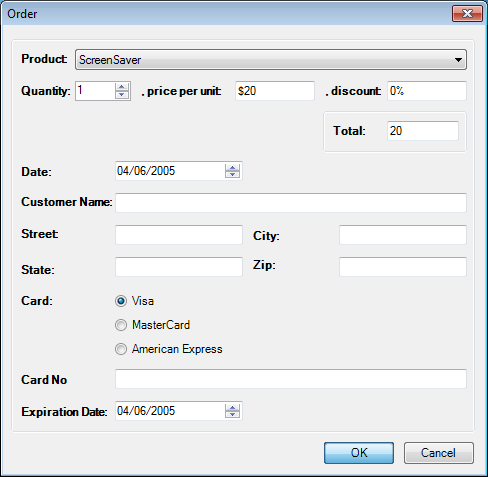 Order
Product: ScreenSaver
Quantity: 1 , price per unit: $20 , discount: 0%
Total: 20
Date: 04/06/2005
Customer Name:
Street: City:
State: Zip:
Card: Visa
MasterCard
American Express
Card No
Expiration Date: 04/06/2005
OK Cancel